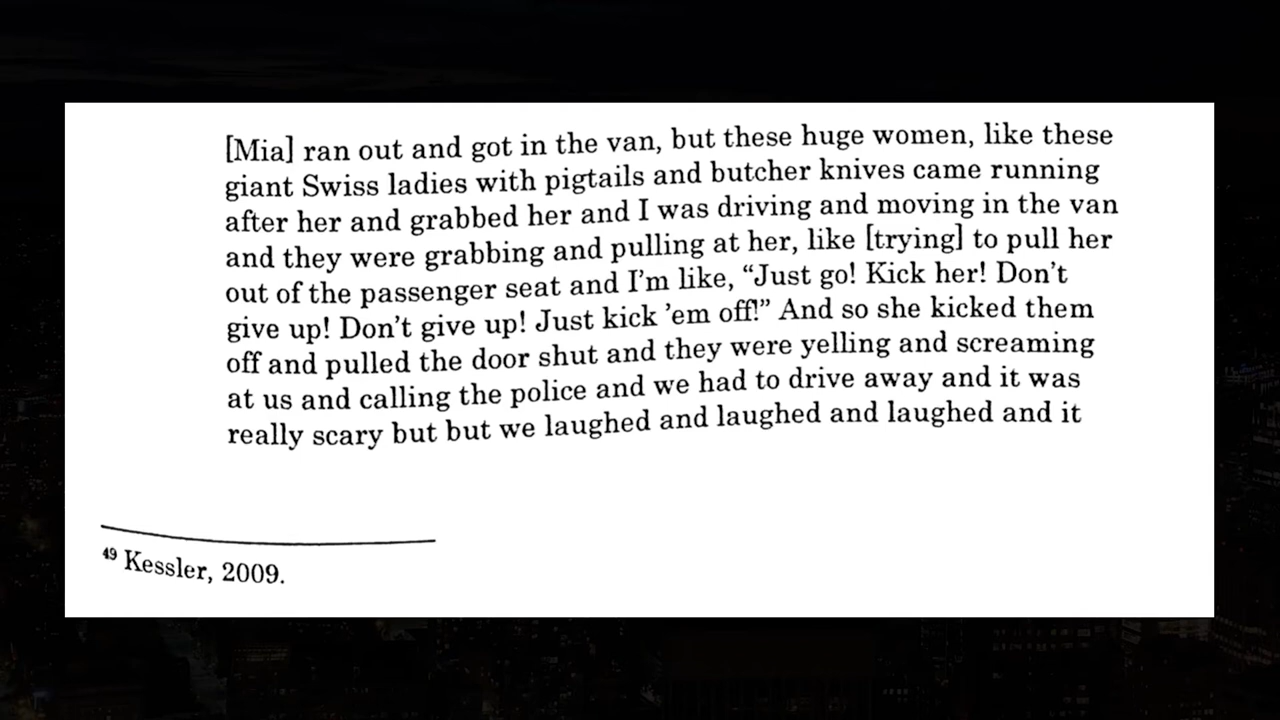 [Mia] ran out and got in the van, but these huge women, like these
giant Swiss ladies with pigtails and butcher knives came running
after her and grabbed her and I was driving and moving in the van
and they were grabbing and pulling at her, like [trying] to pull her
out of the passenger seat and I’m like, “Just go! Kick her! Don’t
give up! Don’t give up! Just kick ’em off!” And so she kicked them
off and pulled the door shut and they were yelling and screaming
at us and calling the police and we had to drive away and it was
really scary but but we laughed and laughed and laughed and it
49 Kessler, 2009.